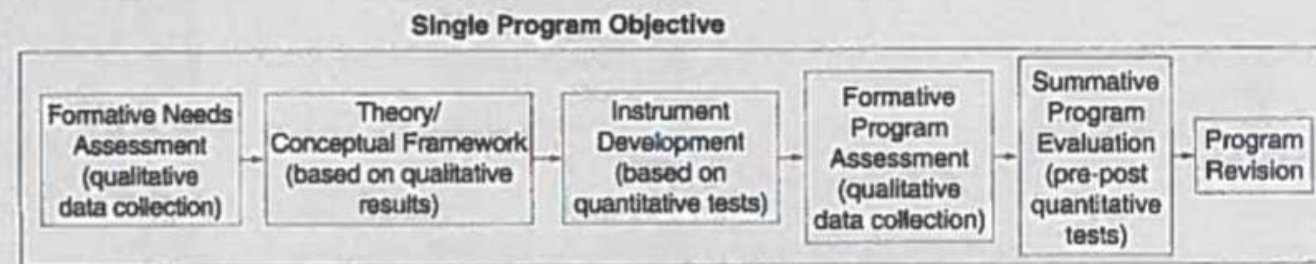 Single Program Objective
Formative Needs
Assessment
(qualitative
data collection)
Theory/
Conceptual Framework
(based on qualitative
results)
Instrument
Development
(based on
quantitative tests)
Formative
Program
Assessment
(qualitative
data collection)
Summative
Program
Evaluation
(pre-post
quantitative
tests)
Program
Revision